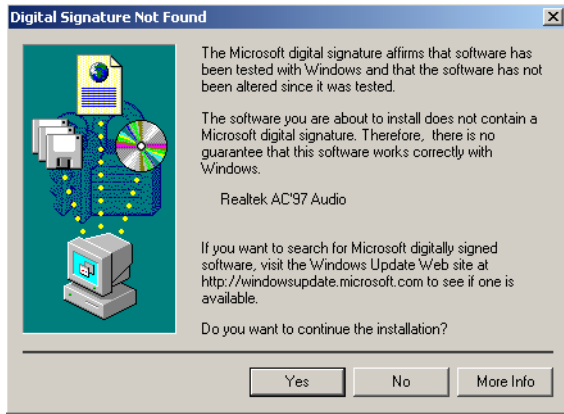 Digital Signature Not Found
The Microsoft digital signature affirms that software has
been tested with Windows and that the software has not
been altered since it was tested.
The software you are about to install does not contain a
Microsoft digital signature. Therefore,  there is no
guarantee that this software works correctly with
Windows.
Realtek AC'97 Audio
If you want to search for Microsoft digitally signed
software, visit the Windows Update Web site at
http://windowsupdate.microsoft.com to see if one is
available.
Do you want to continue the installation?
Yes
No
More Info